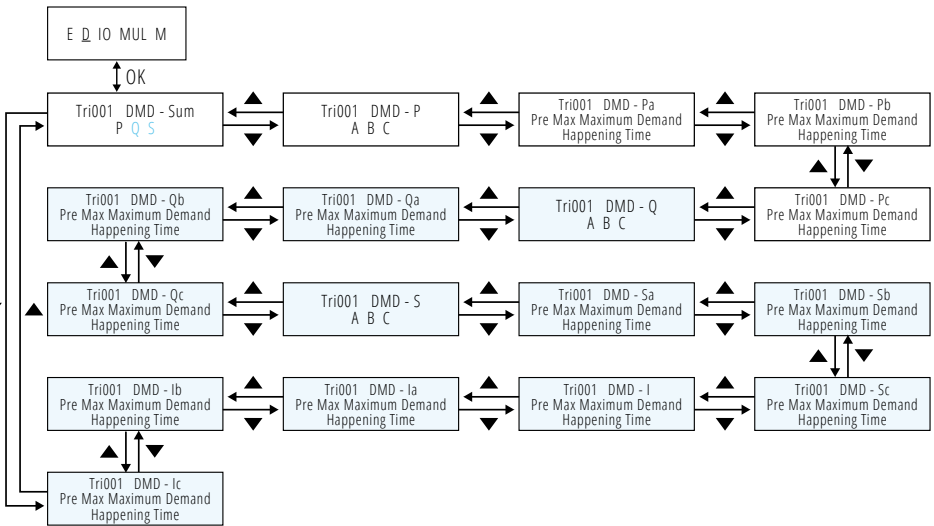 E D IO MUL M
OK
Tri001 DMD - Sum
P Q S
Tri001 DMD - P
A B C
Tri001 DMD - Pa
Pre Max Maximum Demand
Happening Time
Tri001 DMD - Pb
Pre Max Maximum Demand
Happening Time
Tri001 DMD - Qb
Pre Max Maximum Demand
Happening Time
Tri001 DMD - Qa
Pre Max Maximum Demand
Happening Time
Tri001 DMD - Q
A B C
Tri001 DMD - Pc
Pre Max Maximum Demand
Happening Time
Tri001 DMD - Qc
Pre Max Maximum Demand
Happening Time
Tri001 DMD - S
A B C
Tri001 DMD - Sa
Pre Max Maximum Demand
Happening Time
Tri001 DMD - Sb
Pre Max Maximum Demand
Happening Time
Tri001 DMD - Ib
Pre Max Maximum Demand
Happening Time
Tri001 DMD - Ia
Pre Max Maximum Demand
Happening Time
Tri001 DMD - I
Pre Max Maximum Demand
Happening Time
Tri001 DMD - Sc
Pre Max Maximum Demand
Happening Time
Tri001 DMD - Ic
Pre Max Maximum Demand
Happening Time